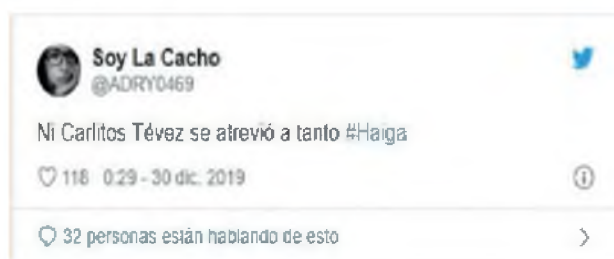 Soy La Cacho
@ADRY0469
Ni Carlitos Tévez se atrevió a tanto #Haiga
118 0:29 - 30 dic. 2019
32 personas están hablando de esto